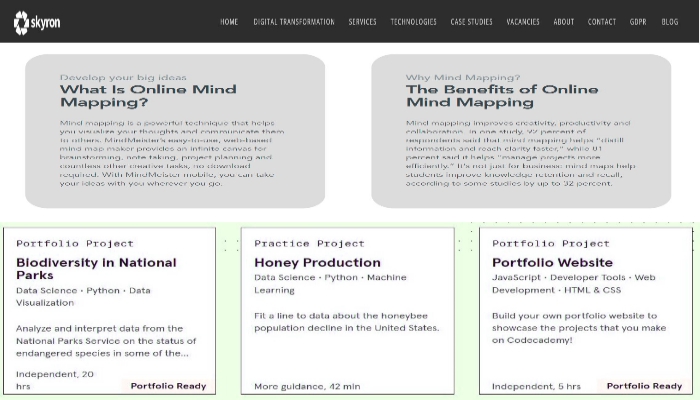 skyron
HOME DIGITAL TRANSFORMATION SERVICES TECHNOLOGIES CASE STUDIES VACANCIES ABOUT CONTACT GDPR BLOG
Develop your big ideas
What Is Online Mind
Mapping?
Mind mapping is a powerful technique that helps
you visualize your thoughts and communicate them
to others. MindMeister's easy-to-use, web-based
mind map maker provides an infinite canvas for
brainstorming, note taking, project planning and
countless other creative tasks, no download
required. With MindMeister mobile, you can take
your ideas with you wherever you go.
Why Mind Mapping?
The Benefits of Online
Mind Mapping
Mind mapping improves creativity, productivity and
collaboration. In one study, 92 percent of
respondents said that mind mapping helps "distill
information and reach clarity faster," while 81
percent said it helps "manage projects more
efficiently." It's not just for business: mind maps help
students improve knowledge retention and recall,
according to some studies by up to 32 percent.
Portfolio Project
Biodiversity in National
Parks
Data Science • Python • Data
Visualization
Analyze and interpret data from the
National Parks Service on the status of
endangered species in some of the...
Independent, 20
hrs
Portfolio Ready
Practice Project
Honey Production
Data Science • Python • Machine
Learning
Fit a line to data about the honeybee
population decline in the United States.
More guidance, 42 min
Portfolio Project
Portfolio Website
JavaScript • Developer Tools • Web
Development • HTML & CSS
Build your own portfolio website to
showcase the projects that you make
on Codecademy!
Independent, 5 hrs
Portfolio Ready